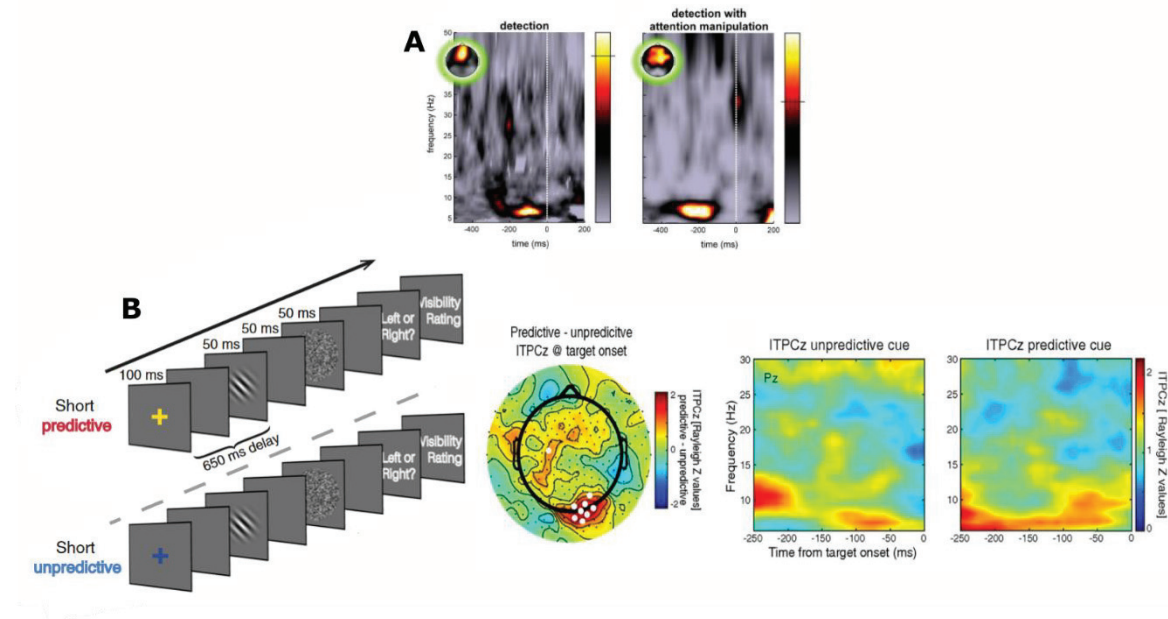 A
detection
detection with
attention manipulation
frequency (Hz)
50
40
35
30
25
20
15
10
5
-400
-200
0
200
time (ms)
-400
-200
0
200
time (ms)
B
Short
predictive
100 ms
50 ms
50 ms
50 ms
Left or
Right?
Visibility
Rating
650 ms delay
Short
unpredictive
Left or
Right?
Visibility
Rating
Predictive - unpredicitve
ITPCz @ target onset
2
0
-2
ITPCz [Rayleigh Z values]
predictive - unpredictive
ITPCz unpredictive cue
Pz
Frequency (Hz)
30
25
20
15
10
-250
-200
-150
-100
-50
0
Time from target onset (ms)
ITPCz predictive cue
30
25
20
15
10
-250
-200
-150
-100
-50
0
2
1
0
ITPCz [ Rayleigh Z values]